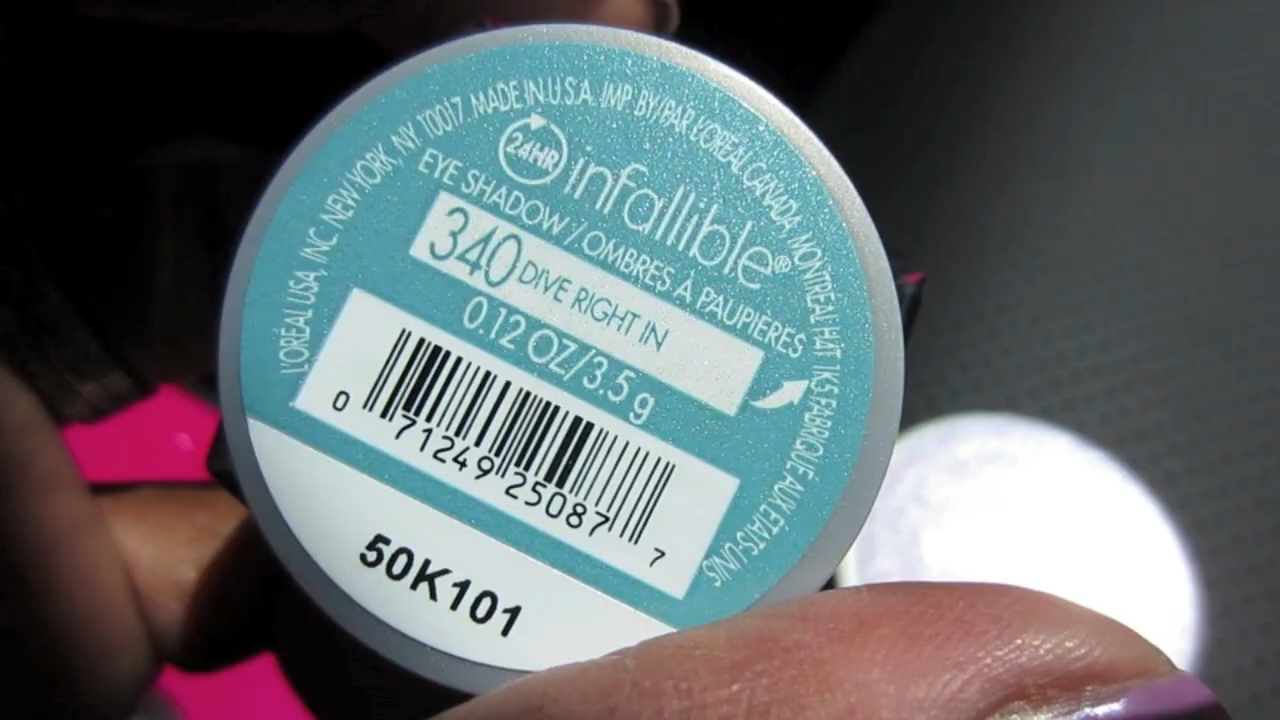 L'ORÉAL USA, INC. NEW YORK, NY. 10017. MADE IN U.S.A. IMP. BY/PAR L'ORÉAL CANADA, MONTRÉAL H4T 1K5. FABRIQUÉ AUX ÉTATS-UNIS
24HR infallible®
EYE SHADOW / OMBRES À PAUPIÈRES
340 DIVE RIGHT IN
0.12 OZ/3.5 g
0 71249 25087 7
50K101